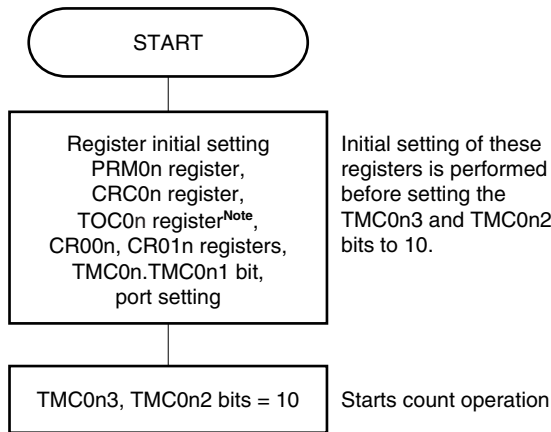 START
Register initial setting
PRM0n register,
CRC0n register,
TOC0n registerNote,
CR00n, CR01n registers,
TMC0n.TMC0n1 bit,
port setting
Initial setting of these
registers is performed
before setting the
TMC0n3 and TMC0n2
bits to 10.
TMC0n3, TMC0n2 bits = 10
Starts count operation